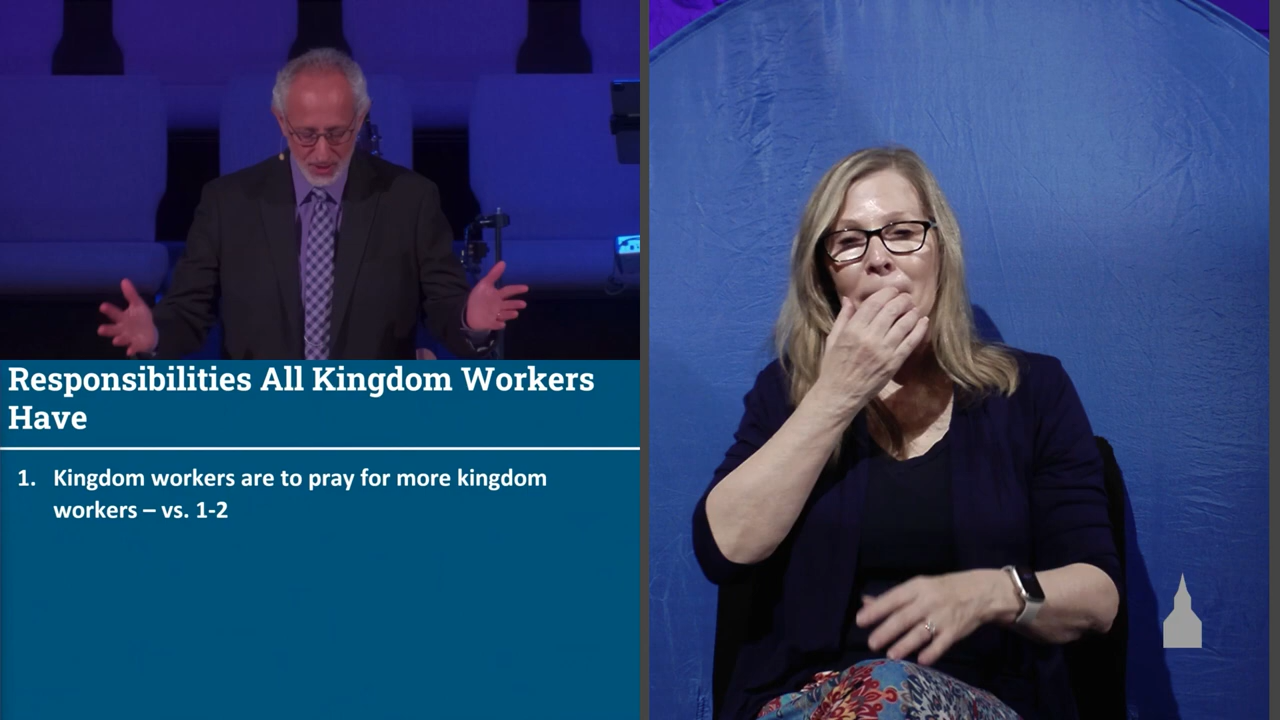 Responsibilities All Kingdom Workers
Have
1. Kingdom workers are to pray for more kingdom
workers – vs. 1-2